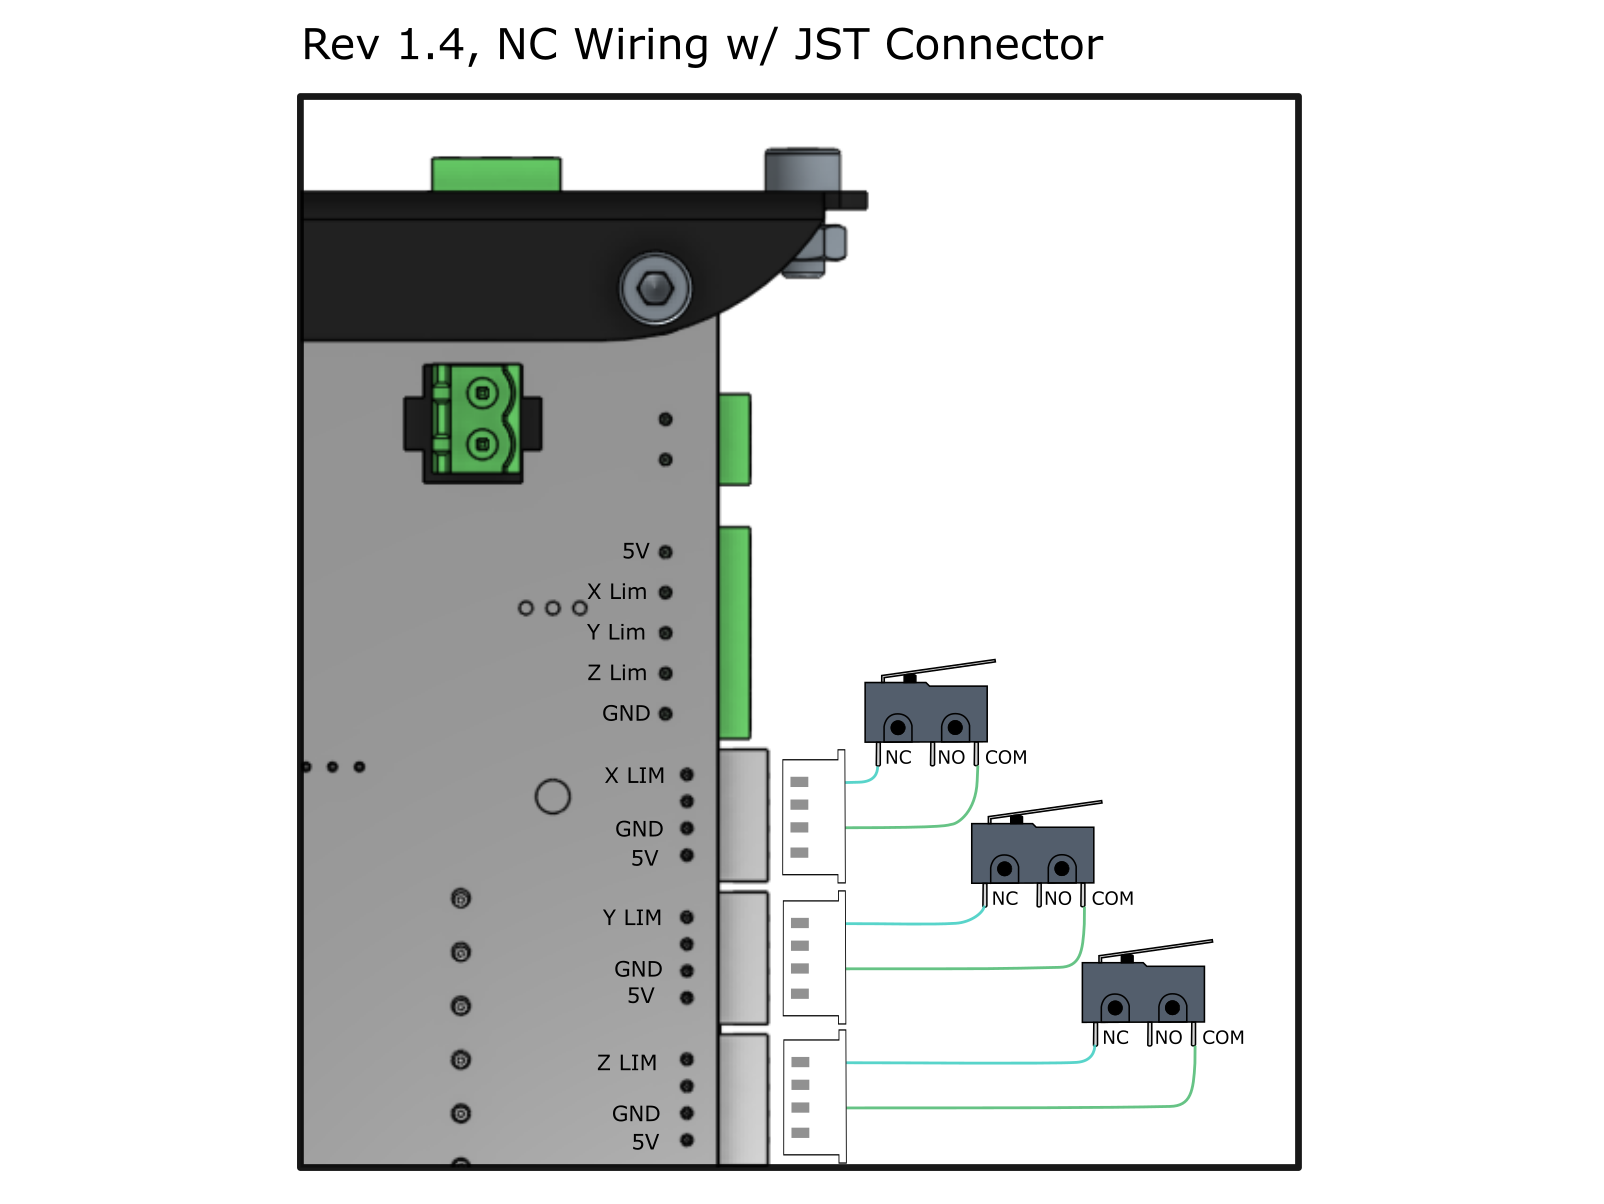 Rev 1.4, NC Wiring w/ JST Connector
5V
X Lim
Y Lim
Z Lim
GND
NC NO COM
X LIM
GND
5V
NC NO COM
Y LIM
GND
5V
NC NO COM
Z LIM
GND
5V